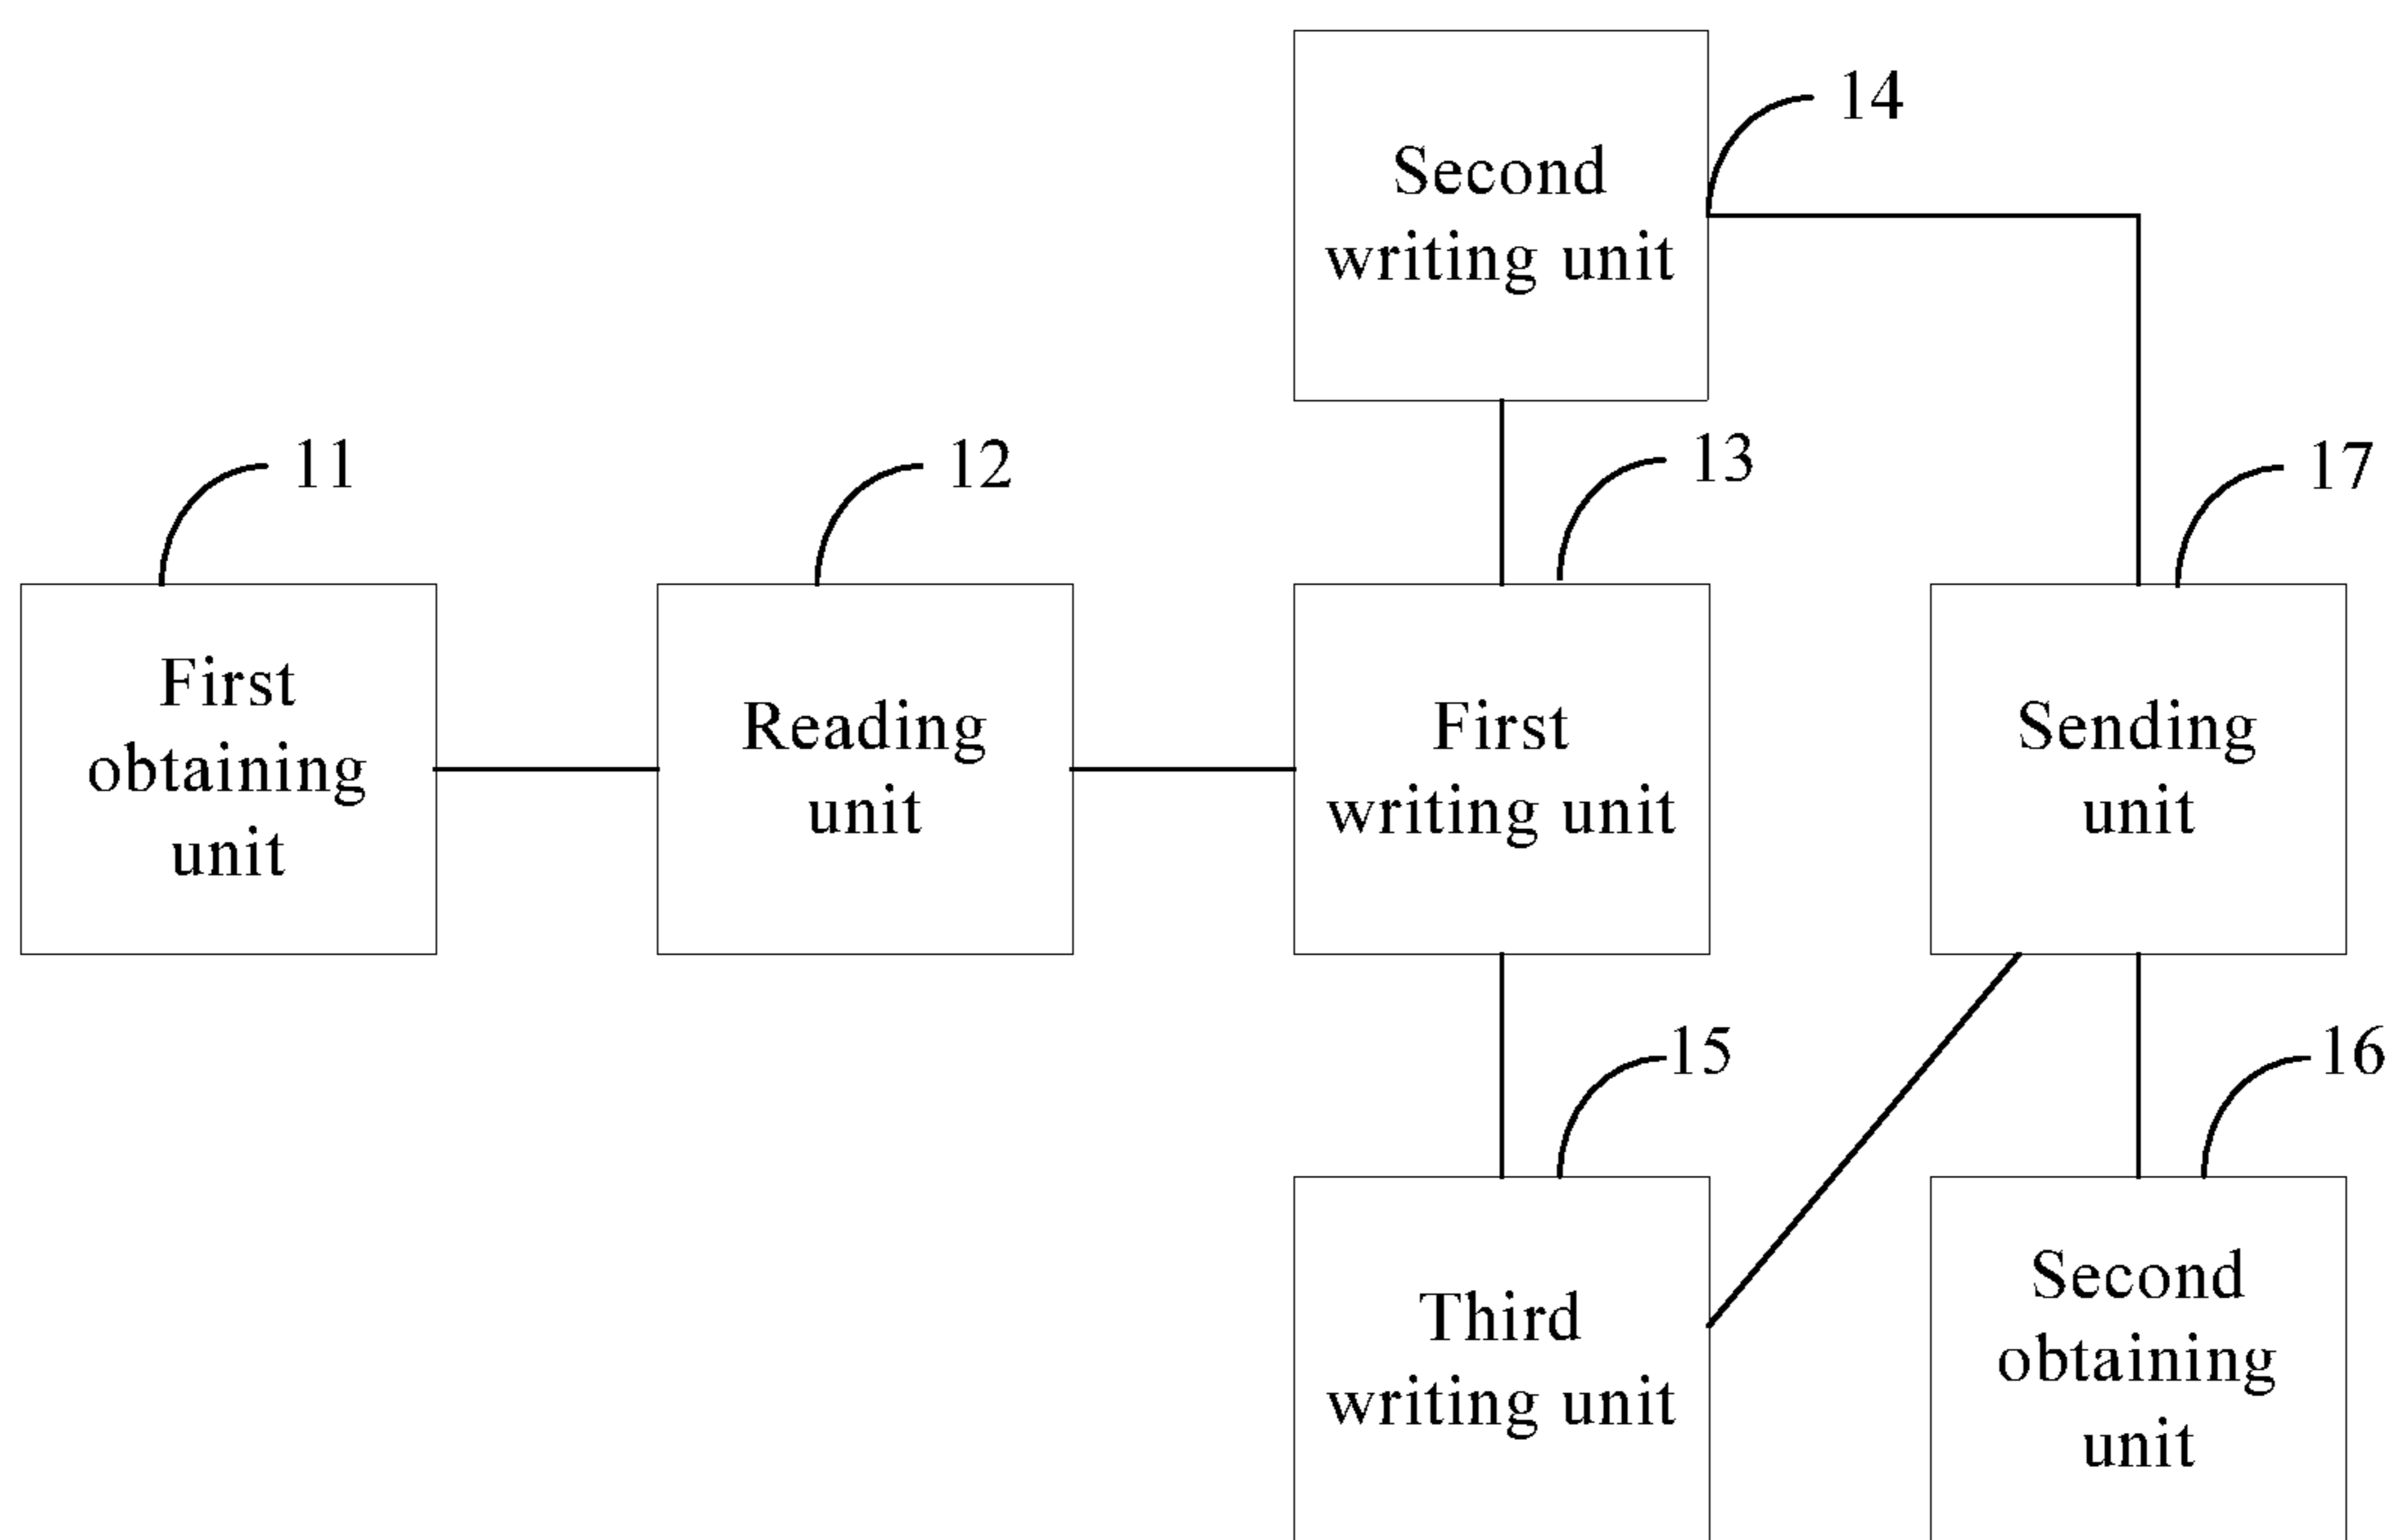 14
Second
writing unit
11
12
13
17
First
obtaining
unit
Reading
unit
First
writing unit
Sending
unit
15
16
Third
writing unit
Second
obtaining
unit